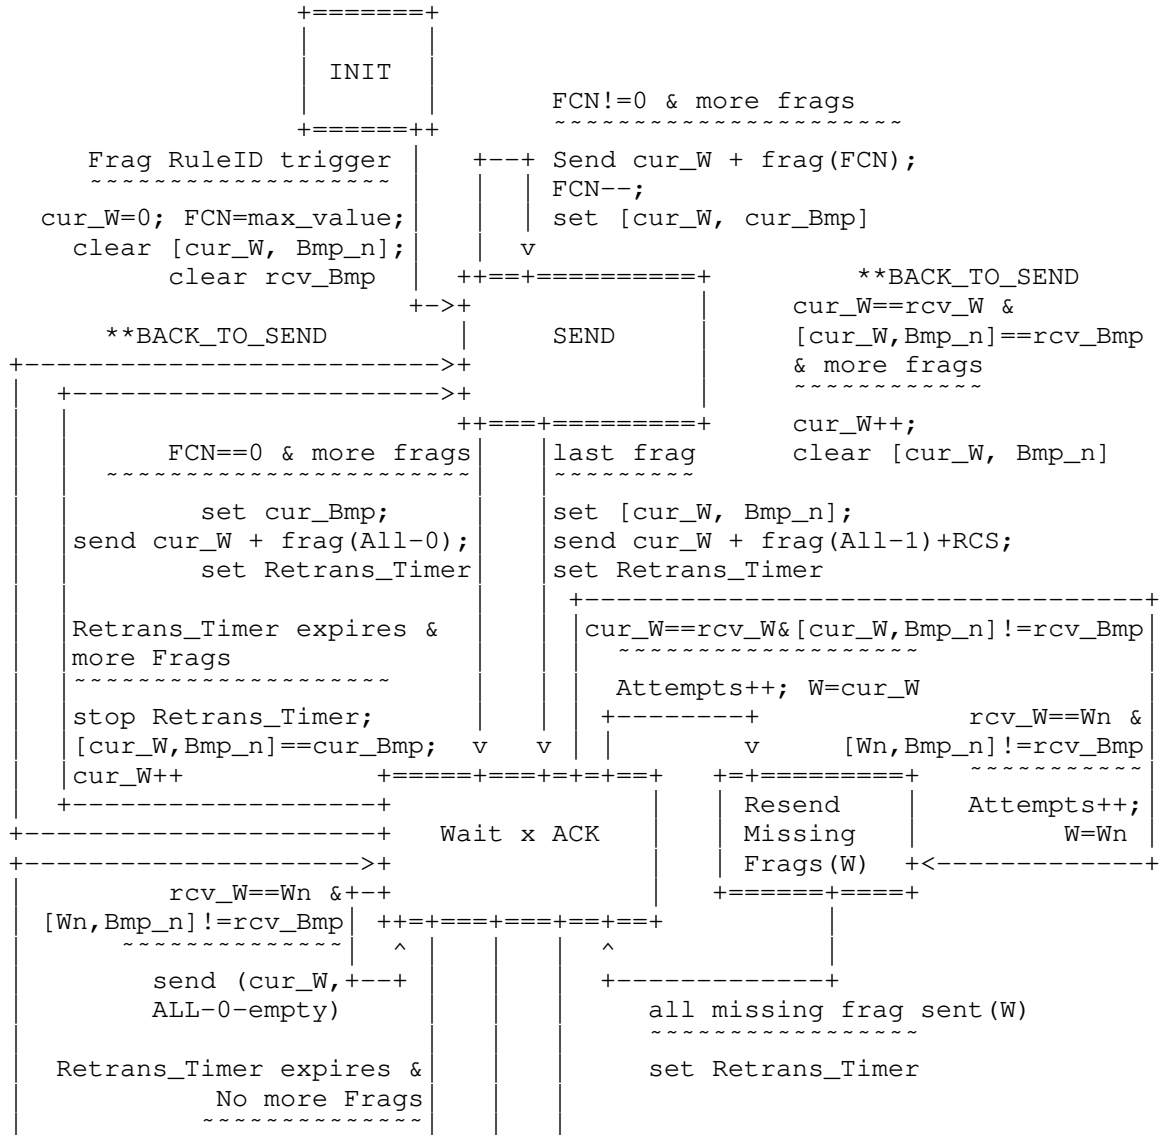 INIT
FCN!=0 & more frags
Frag RuleID trigger
Send cur_W + frag(FCN);
FCN--;
cur_W=0; FCN=max_value;
set [cur_W, cur_Bmp]
clear [cur_W, Bmp_n];
clear rcv_Bmp
**BACK_TO_SEND
cur_W==rcv_W &
**BACK_TO_SEND
SEND
[cur_W,Bmp_n]==rcv_Bmp
& more frags
cur_W++;
FCN==0 & more frags
last frag
clear [cur_W, Bmp_n]
set cur_Bmp;
set [cur_W, Bmp_n];
send cur_W + frag(All-0);
send cur_W + frag(All-1)+RCS;
set Retrans_Timer
set Retrans_Timer
Retrans_Timer expires &
cur_W==rcv_W&[cur_W,Bmp_n]!=rcv_Bmp
more Frags
Attempts++; W=cur_W
stop Retrans_Timer;
rcv_W==Wn &
[cur_W,Bmp_n]==cur_Bmp;
[Wn,Bmp_n]!=rcv_Bmp
cur_W++
Resend
Attempts++;
Wait x ACK
Missing
W=Wn
Frags(W)
rcv_W==Wn &
[Wn,Bmp_n]!=rcv_Bmp
send (cur_W,
ALL-0-empty)
all missing frag sent(W)
Retrans_Timer expires &
set Retrans_Timer
No more Frags